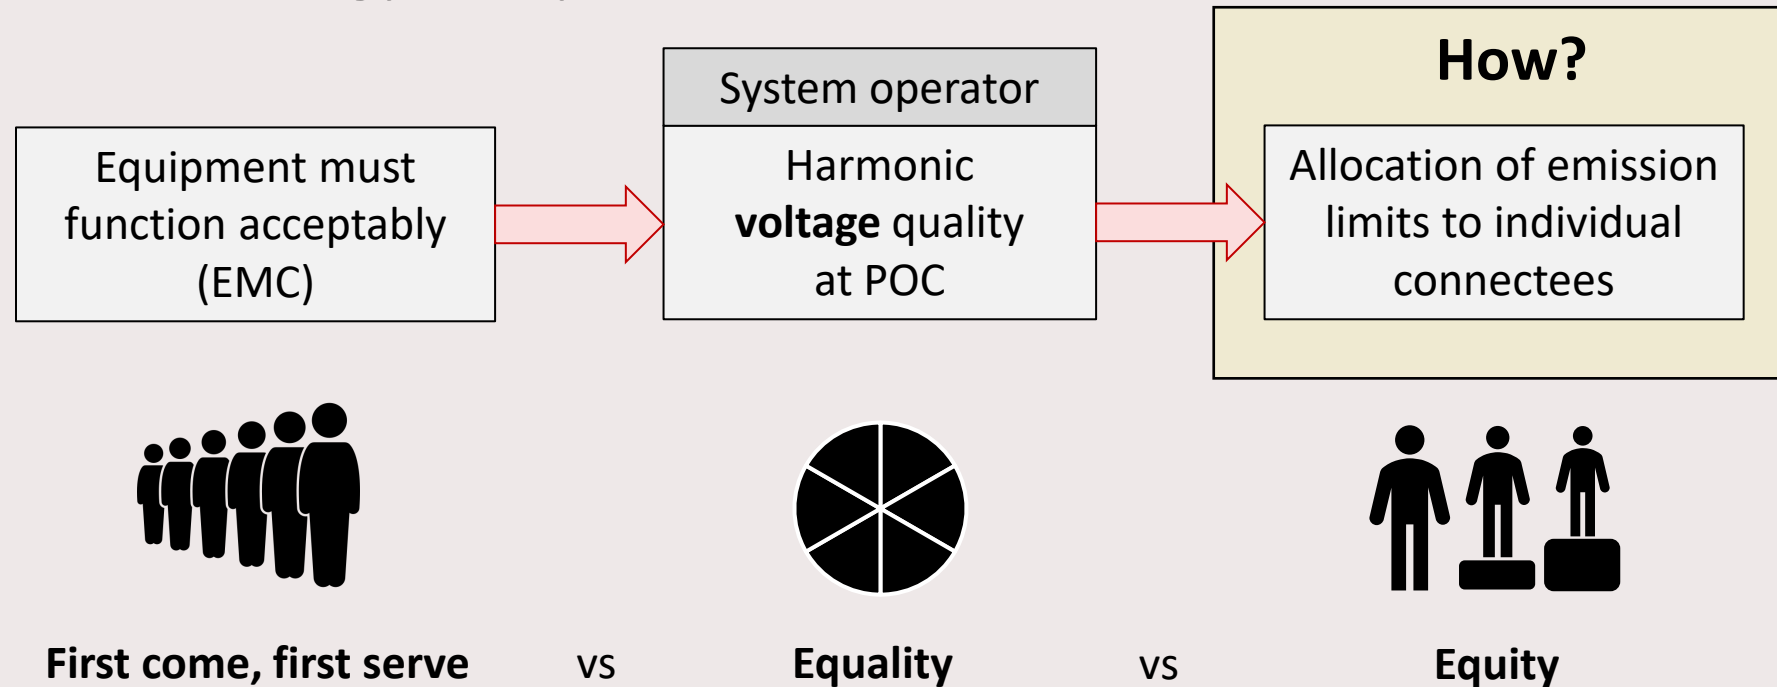 How?
System operator
Equipment must
function acceptably
(EMC)
Harmonic
voltage quality
at POC
Allocation of emission
limits to individual
connectees
First come, first serve vs Equality vs Equity